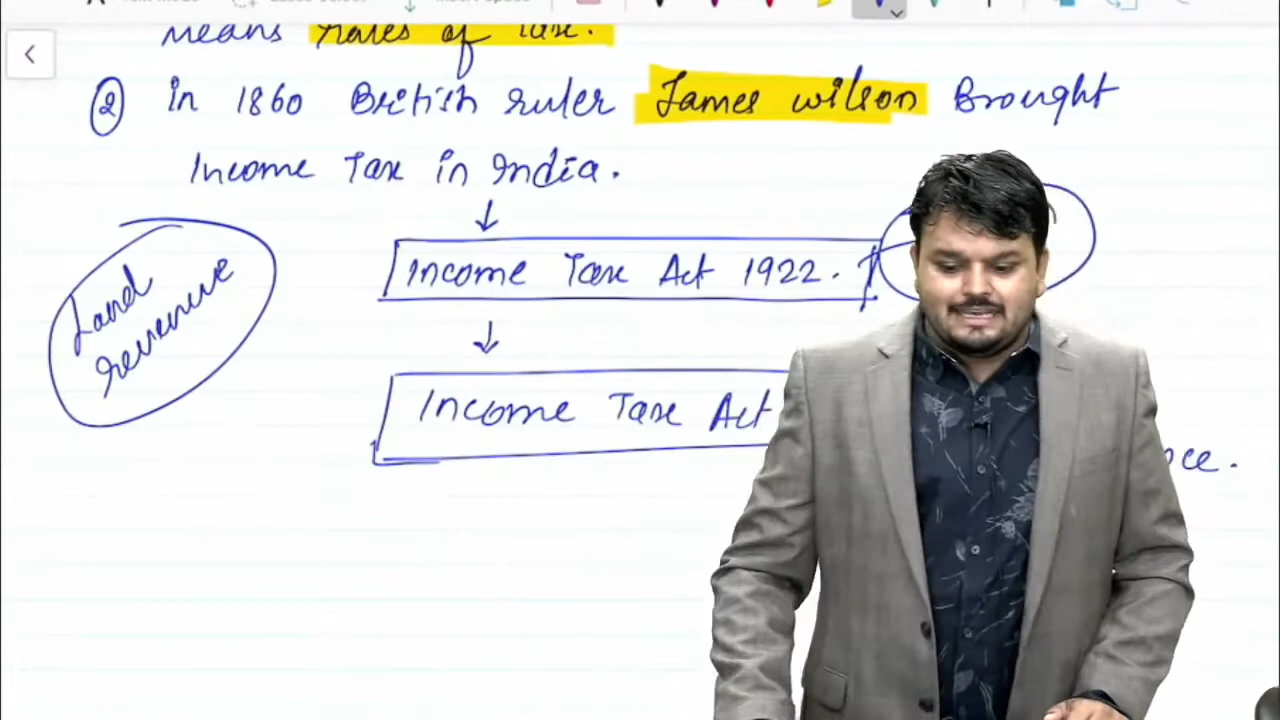 means rates of tax.
② In 1860 British ruler James wilson Brought
Income Tax in India.
Income Tax Act 1922.
Land
revenue
Income Tax Act